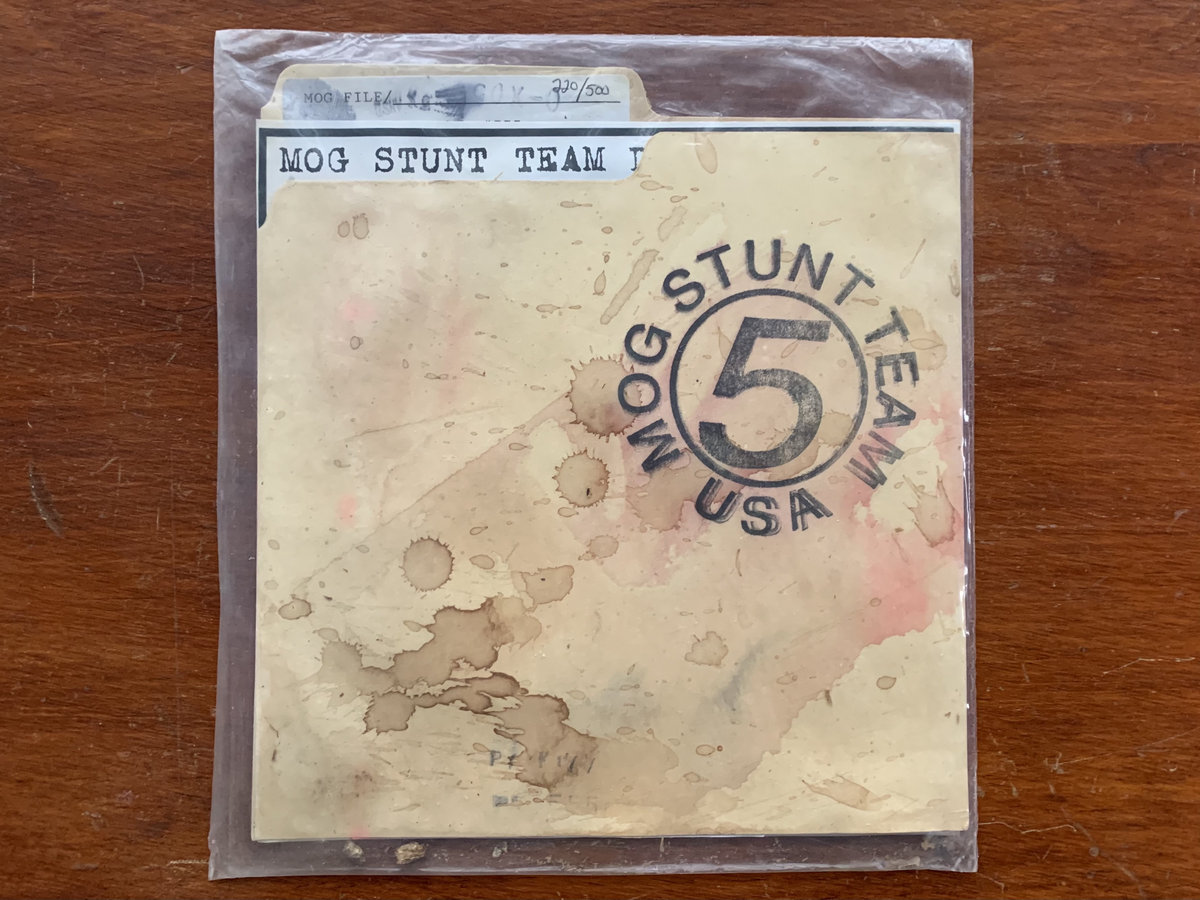 MOG FILE/ 220/500
MOG STUNT TEAM
MOG STUNT TEAM
5
USA